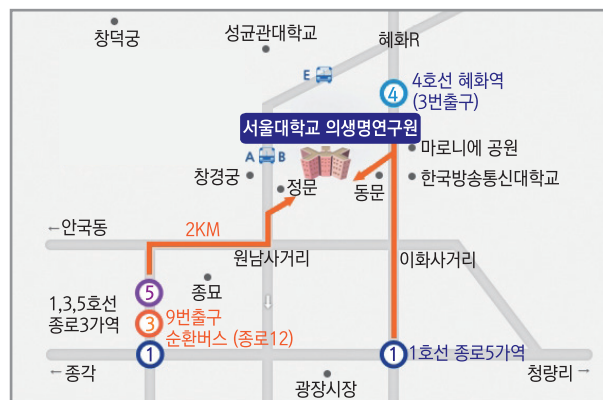 창덕궁
성균관대학교
혜화R
E
4
4호선 혜화역
(3번출구)
서울대학교 의생명연구원
마로니에 공원
A B
창경궁
정문
동문
한국방송통신대학교
←안국동
2KM
원남사거리
이화사거리
5
종묘
1,3,5호선
종로3가역
3
9번출구
순환버스 (종로12)
1
1
1호선 종로5가역
←종각
광장시장
청량리→